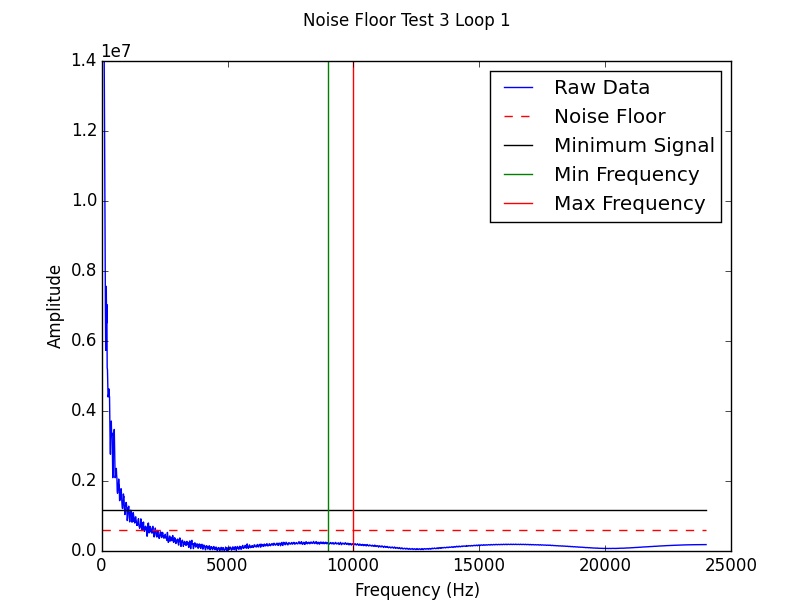 Noise Floor Test 3 Loop 1
1e7
1.4
1.2
1.0
0.8
0.6
0.4
0.2
0.0
Amplitude
Raw Data
Noise Floor
Minimum Signal
Min Frequency
Max Frequency
0
5000
10000
15000
20000
25000
Frequency (Hz)